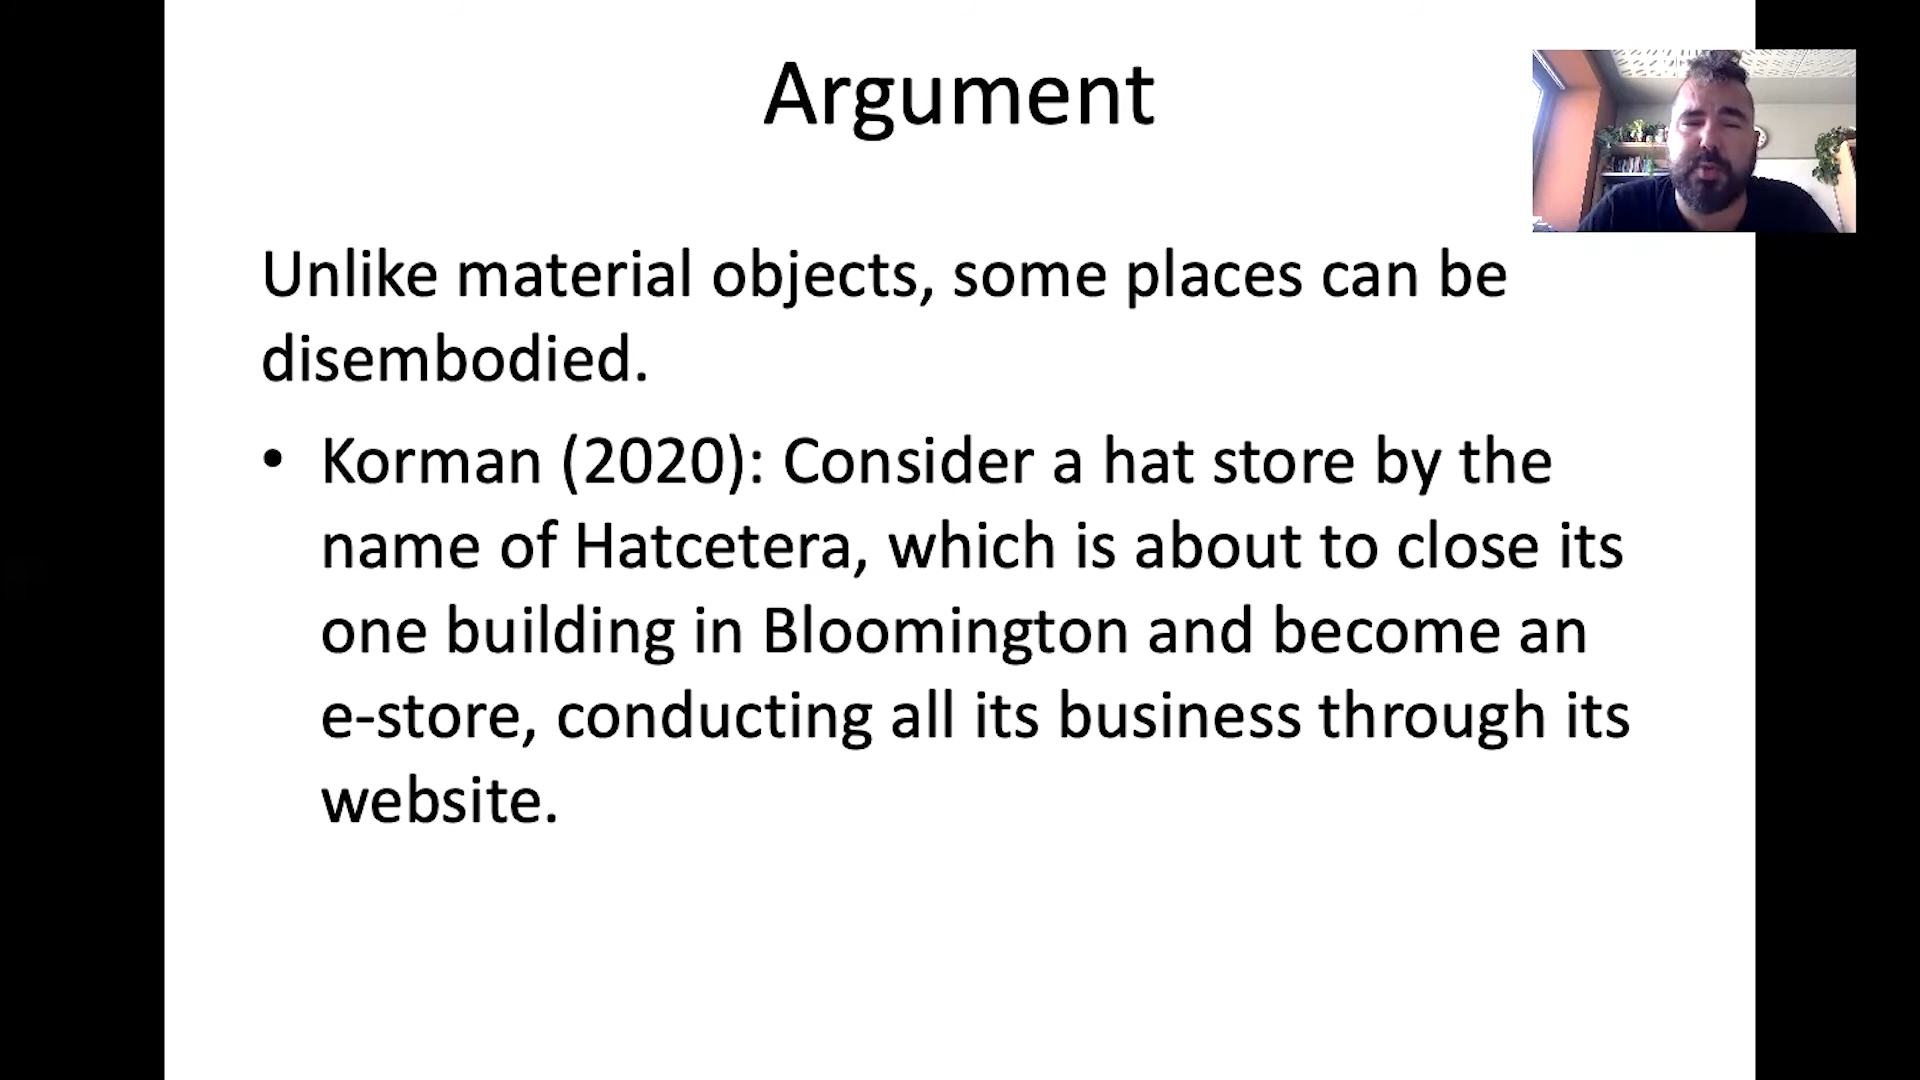 Argument
Unlike material objects, some places can be
disembodied.
• Korman (2020): Consider a hat store by the
name of Hatcetera, which is about to close its
one building in Bloomington and become an
e-store, conducting all its business through its
website.